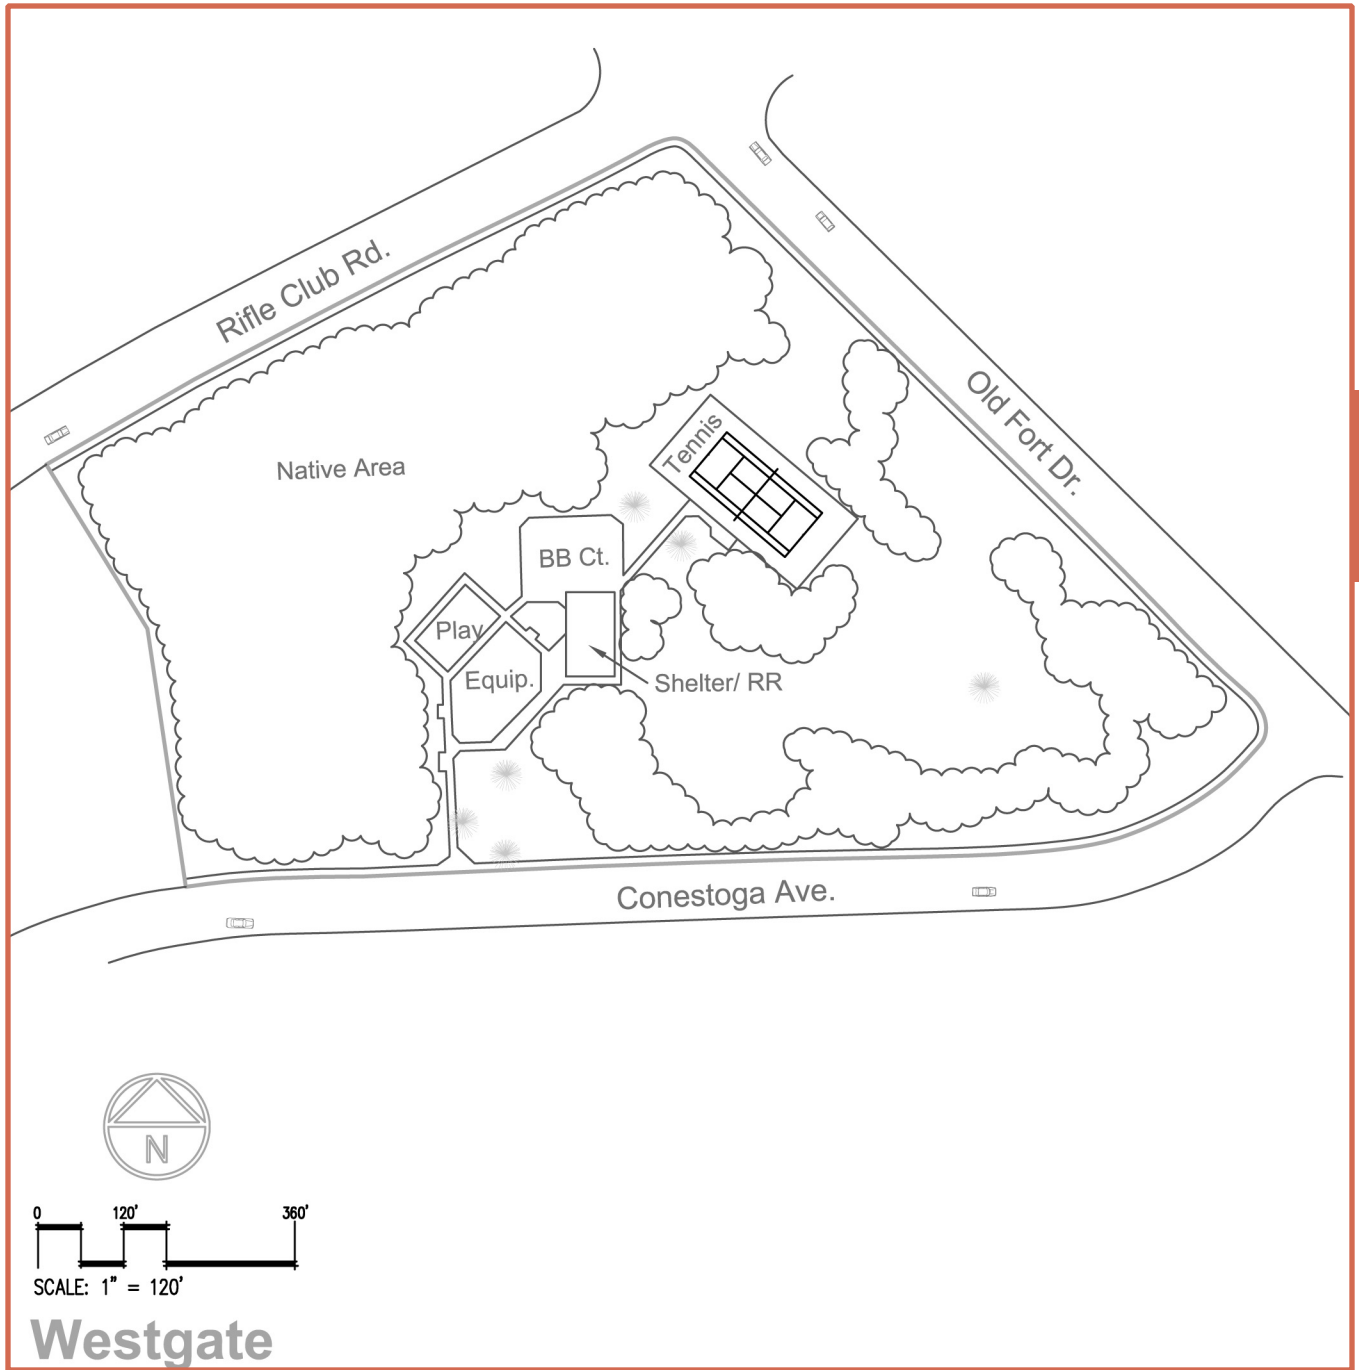 Rifle Club Rd.
Old Fort Dr.
Native Area
Tennis
BB Ct.
Play
Equip.
Shelter/ RR
Conestoga Ave.
N
0 120' 360'
SCALE: 1" = 120'
Westgate